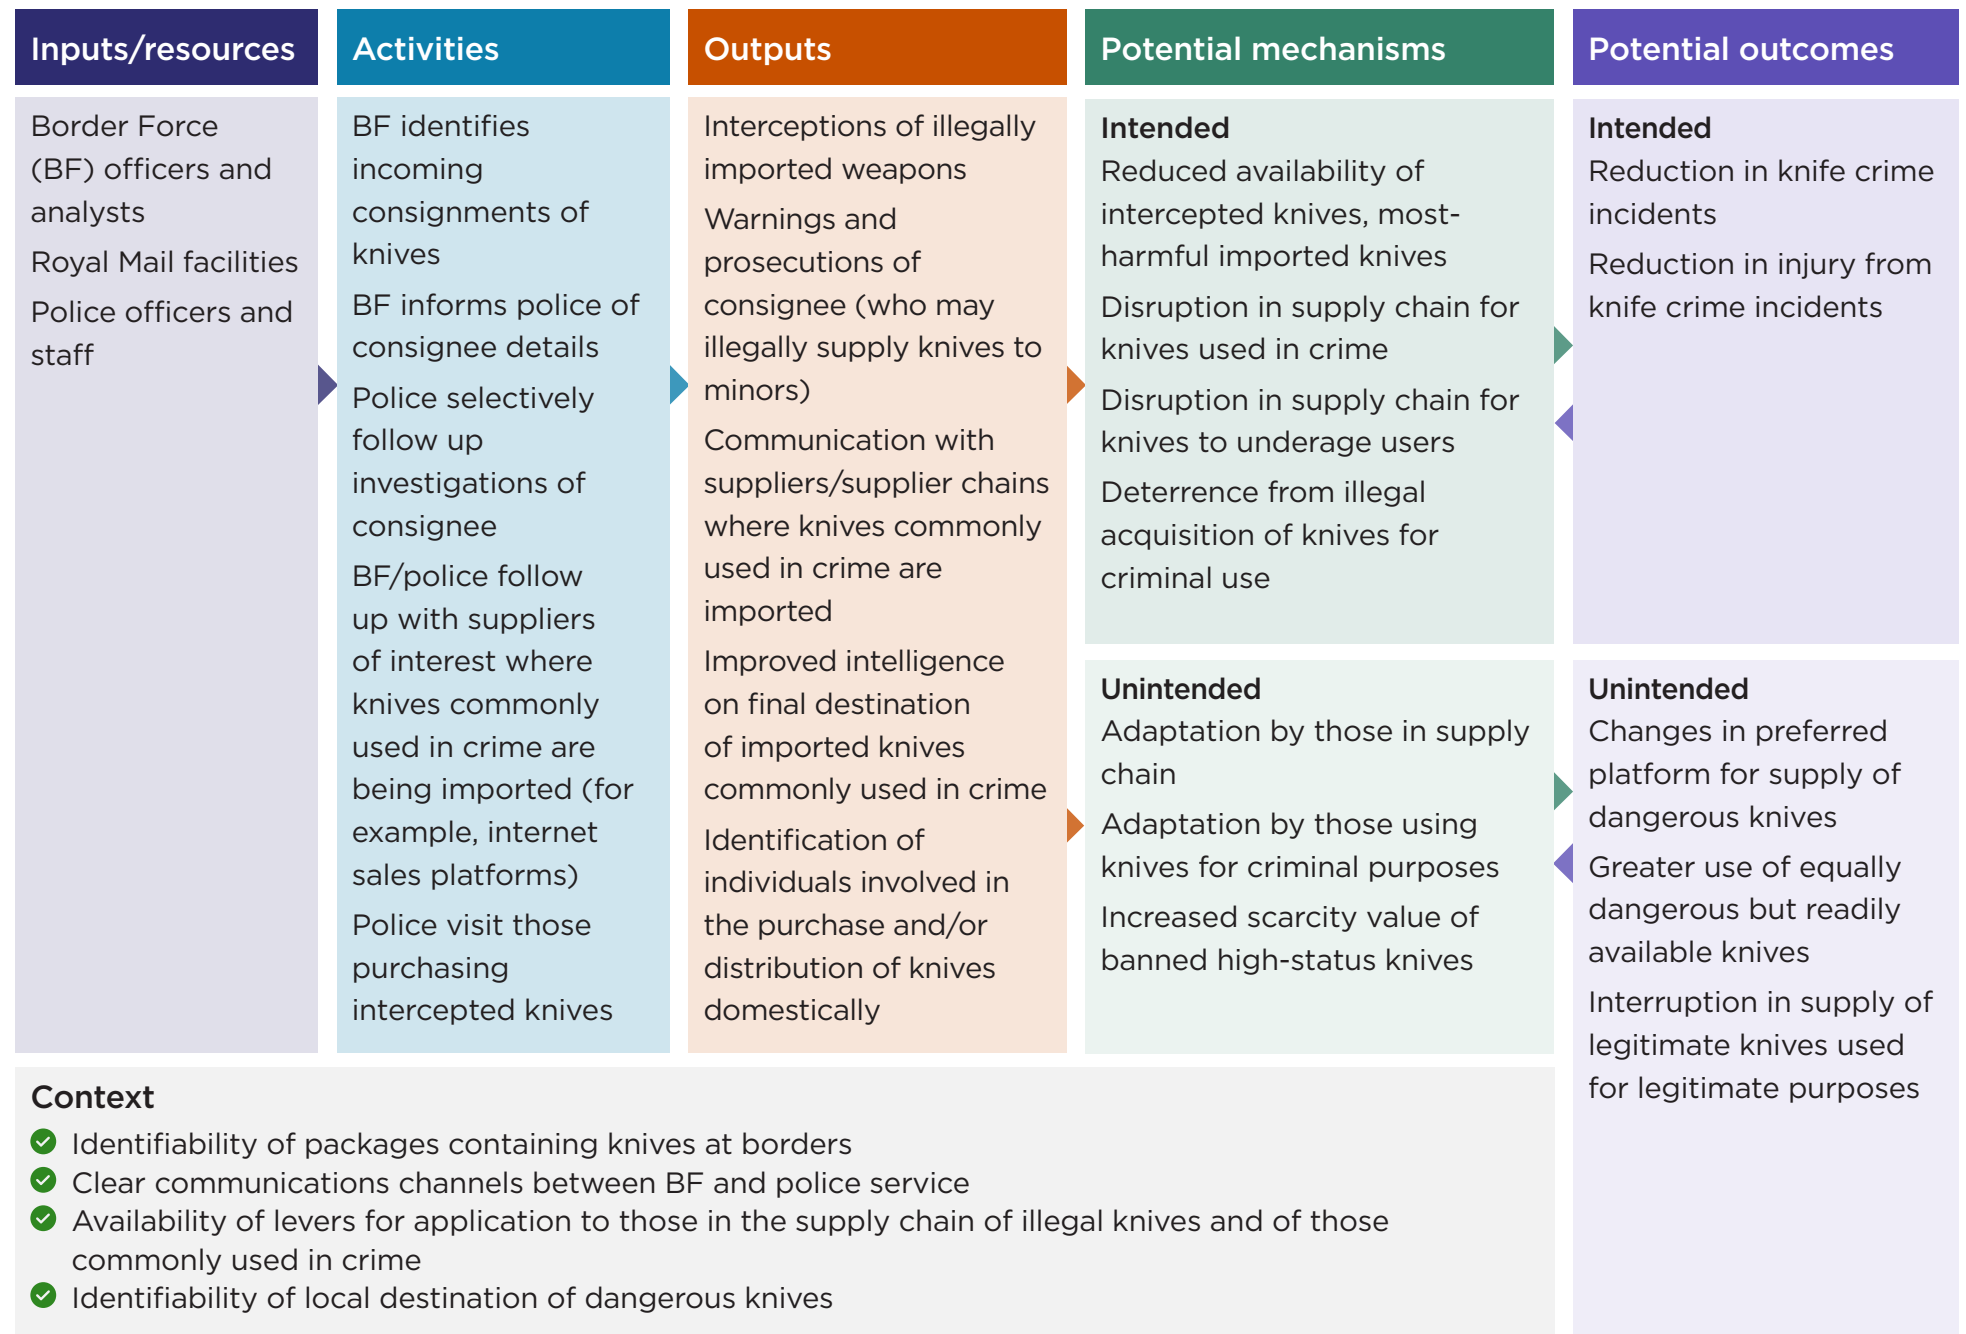 Inputs/resources
Border Force
(BF) officers and
analysts
Royal Mail facilities
Police officers and
staff
Activities
BF identifies
incoming
consignments of
knives
BF informs police of
consignee details
Police selectively
follow up
investigations of
consignee
BF/police follow
up with suppliers
of interest where
knives commonly
used in crime are
being imported (for
example, internet
sales platforms)
Police visit those
purchasing
intercepted knives
Outputs
Interceptions of illegally
imported weapons
Warnings and
prosecutions of
consignee (who may
illegally supply knives to
minors)
Communication with
suppliers/supplier chains
where knives commonly
used in crime are
imported
Improved intelligence
on final destination
of imported knives
commonly used in crime
Identification of
individuals involved in
the purchase and/or
distribution of knives
domestically
Potential mechanisms
Intended
Reduced availability of
intercepted knives, most-
harmful imported knives
Disruption in supply chain for
knives used in crime
Disruption in supply chain for
knives to underage users
Deterrence from illegal
acquisition of knives for
criminal use
Unintended
Adaptation by those in supply
chain
Adaptation by those using
knives for criminal purposes
Increased scarcity value of
banned high-status knives
Potential outcomes
Intended
Reduction in knife crime
incidents
Reduction in injury from
knife crime incidents
Unintended
Changes in preferred
platform for supply of
dangerous knives
Greater use of equally
dangerous but readily
available knives
Interruption in supply of
legitimate knives used
for legitimate purposes
Context
Identifiability of packages containing knives at borders
Clear communications channels between BF and police service
Availability of levers for application to those in the supply chain of illegal knives and of those
commonly used in crime
Identifiability of local destination of dangerous knives